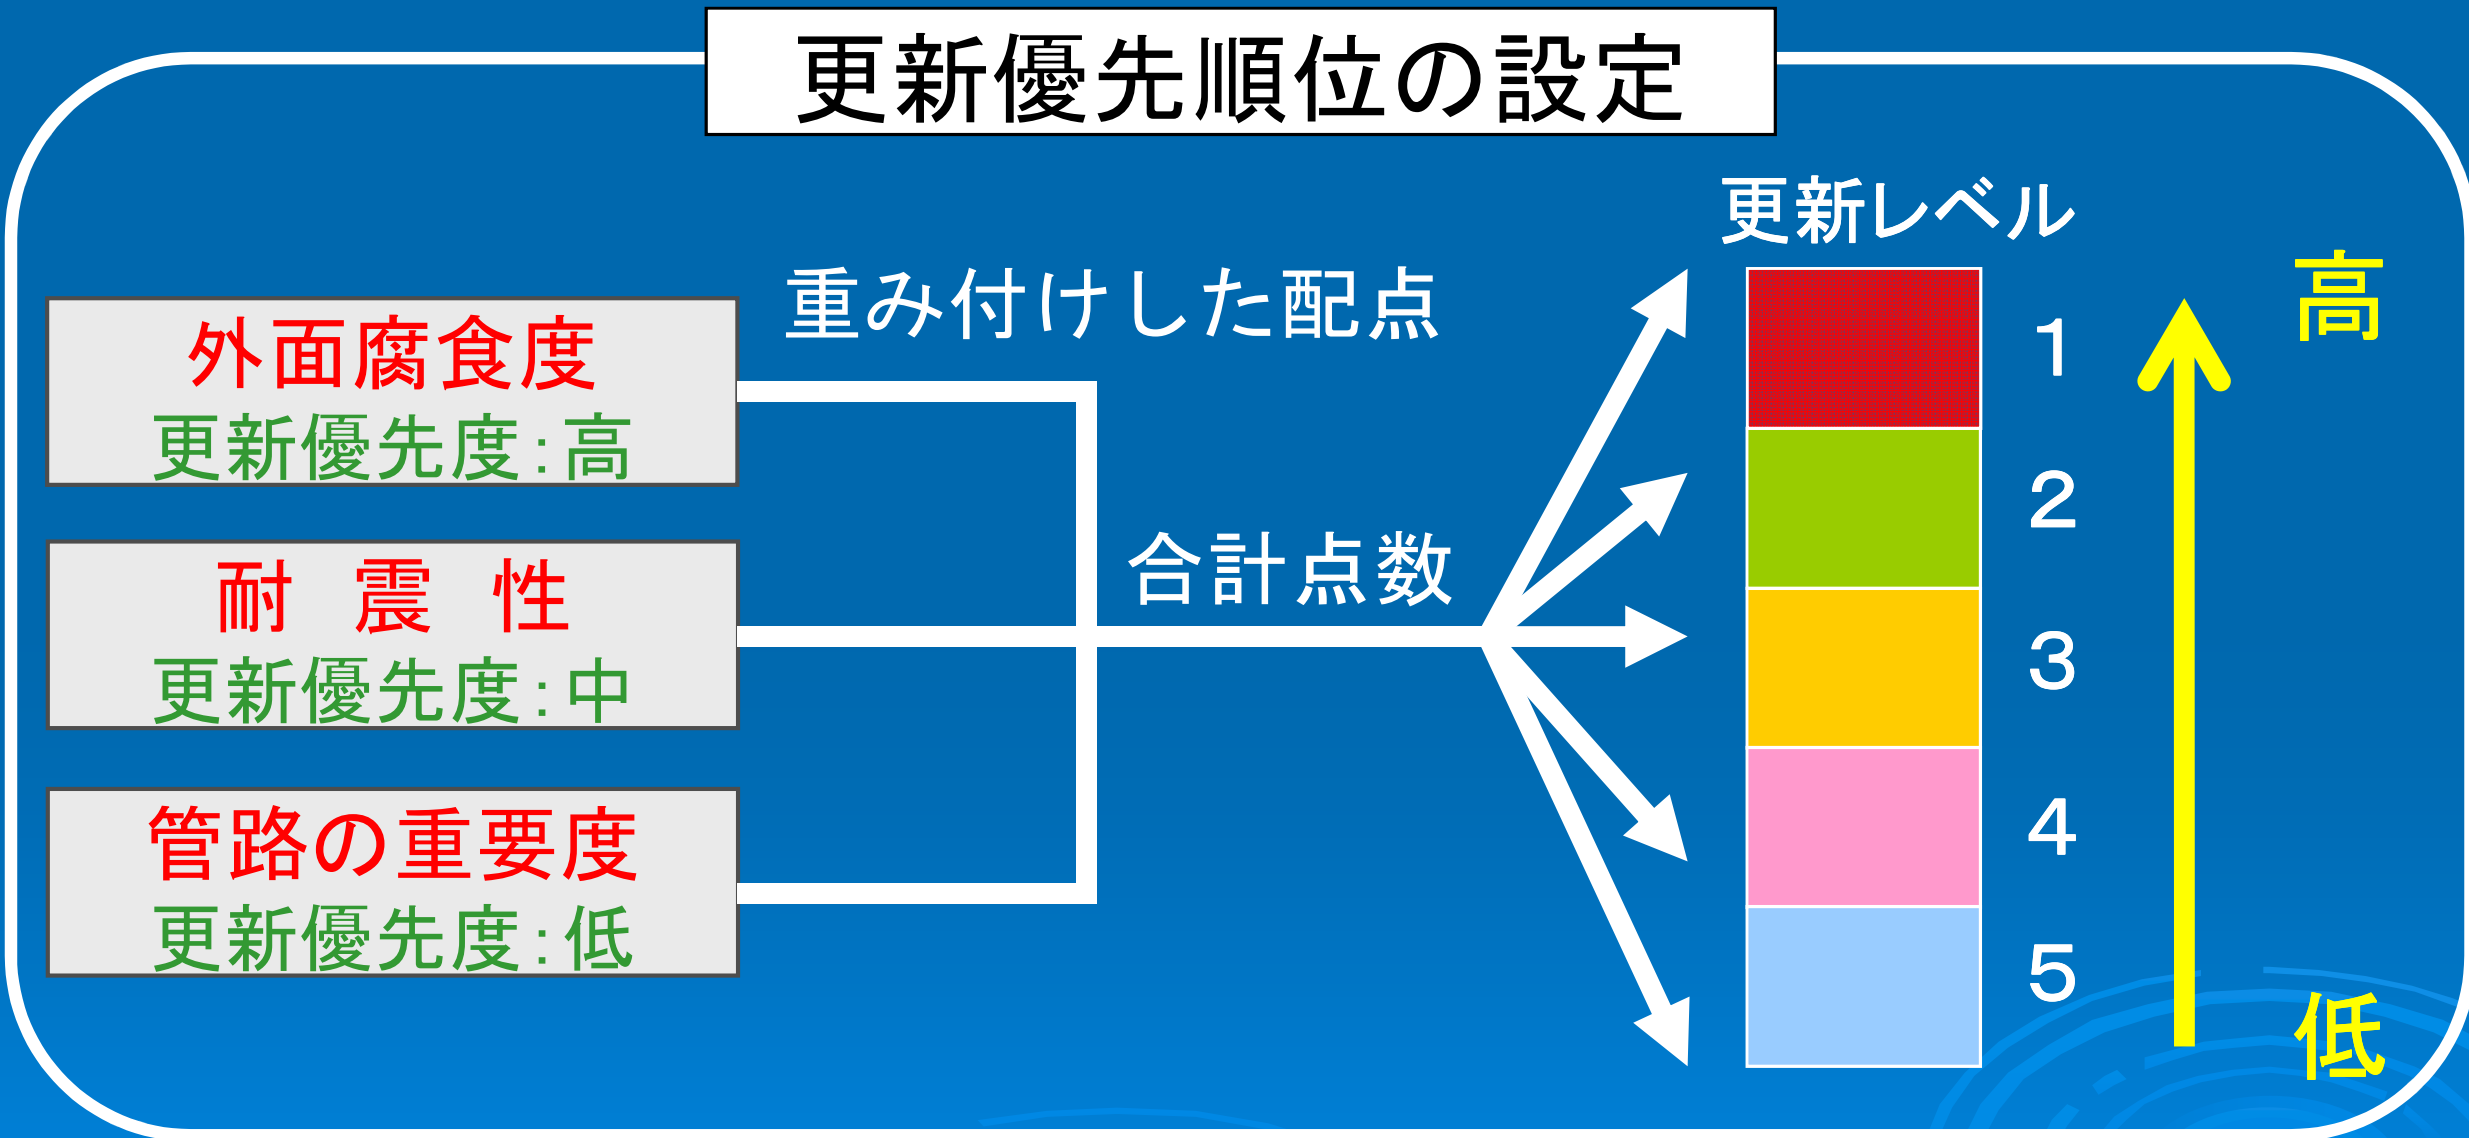 更新優先順位の設定
更新レベル
重み付けした配点
外面腐食度
更新優先度:高
耐 震 性
更新優先度:中
管路の重要度
更新優先度:低
合計点数
1
2
3
4
5
高
低